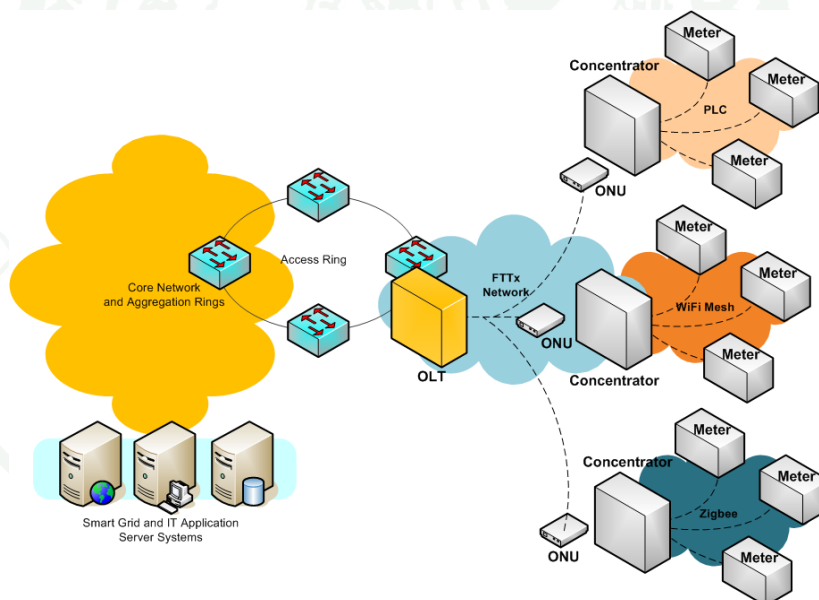 Meter
Concentrator
Meter
PLC
Meter
ONU
Access Ring
Core Network
and Aggregation Rings
FTTx
Network
OLT
ONU
Meter
Concentrator
Meter
WiFi Mesh
Meter
Smart Grid and IT Application
Server Systems
Meter
Concentrator
Meter
Zigbee
Meter
ONU